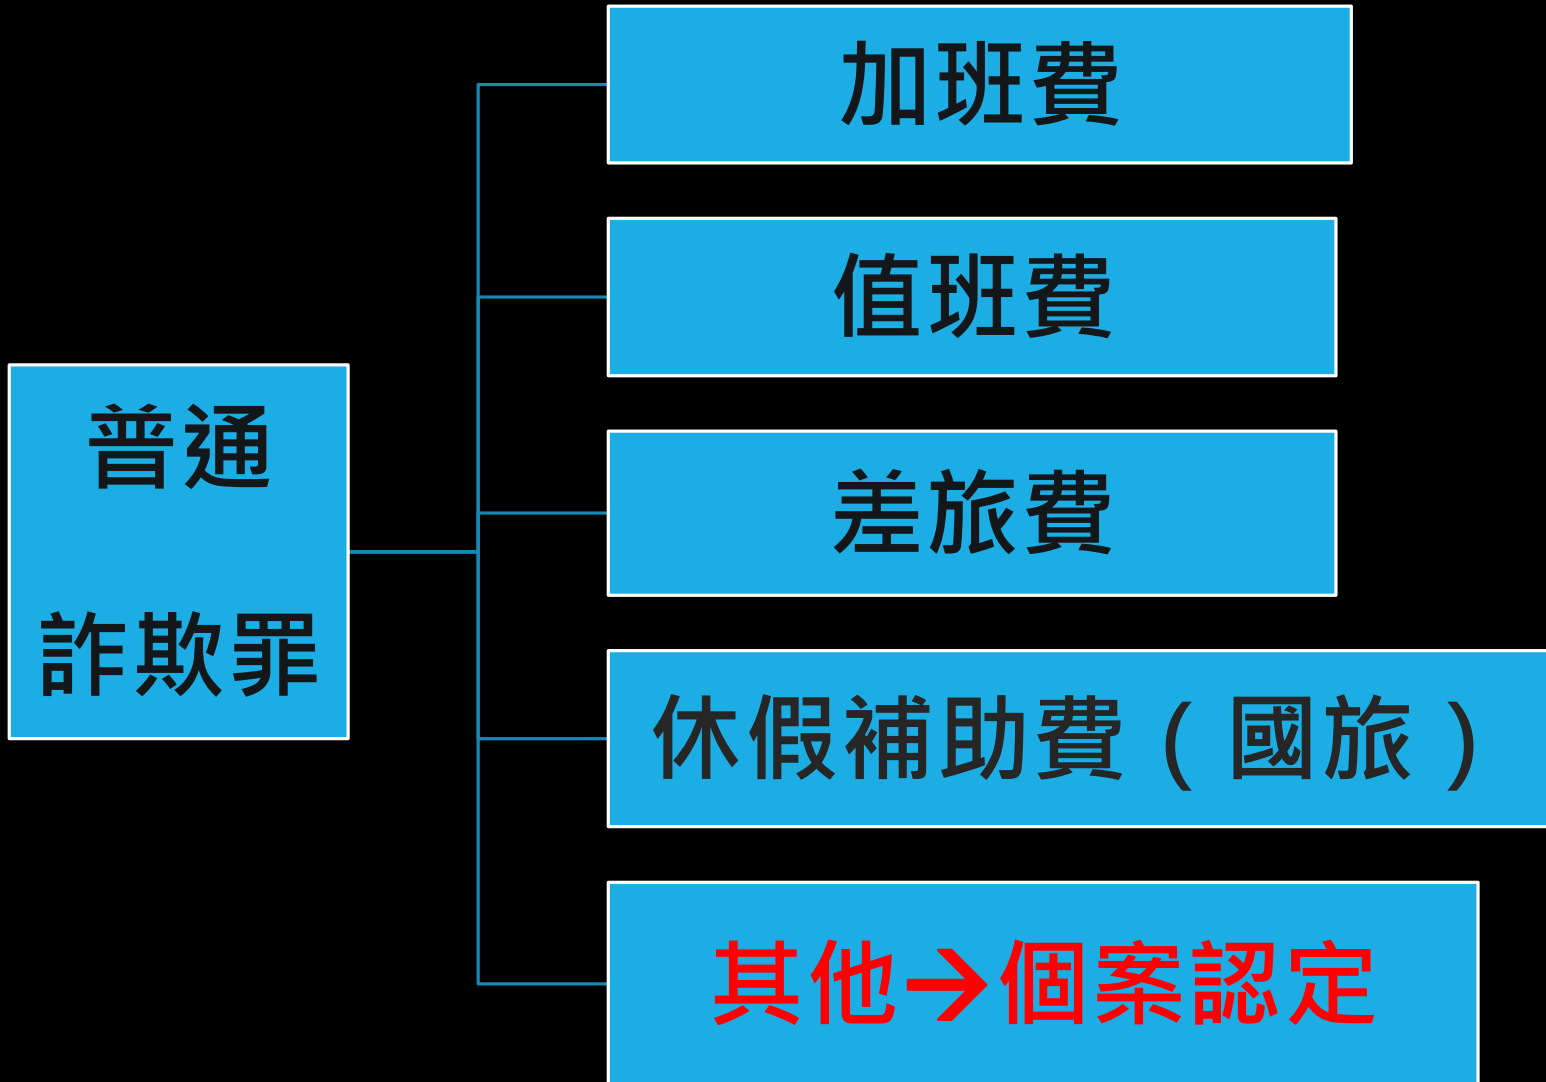 加班費
值班費
差旅費
普通
詐欺罪
休假補助費（國旅）
其他→個案認定